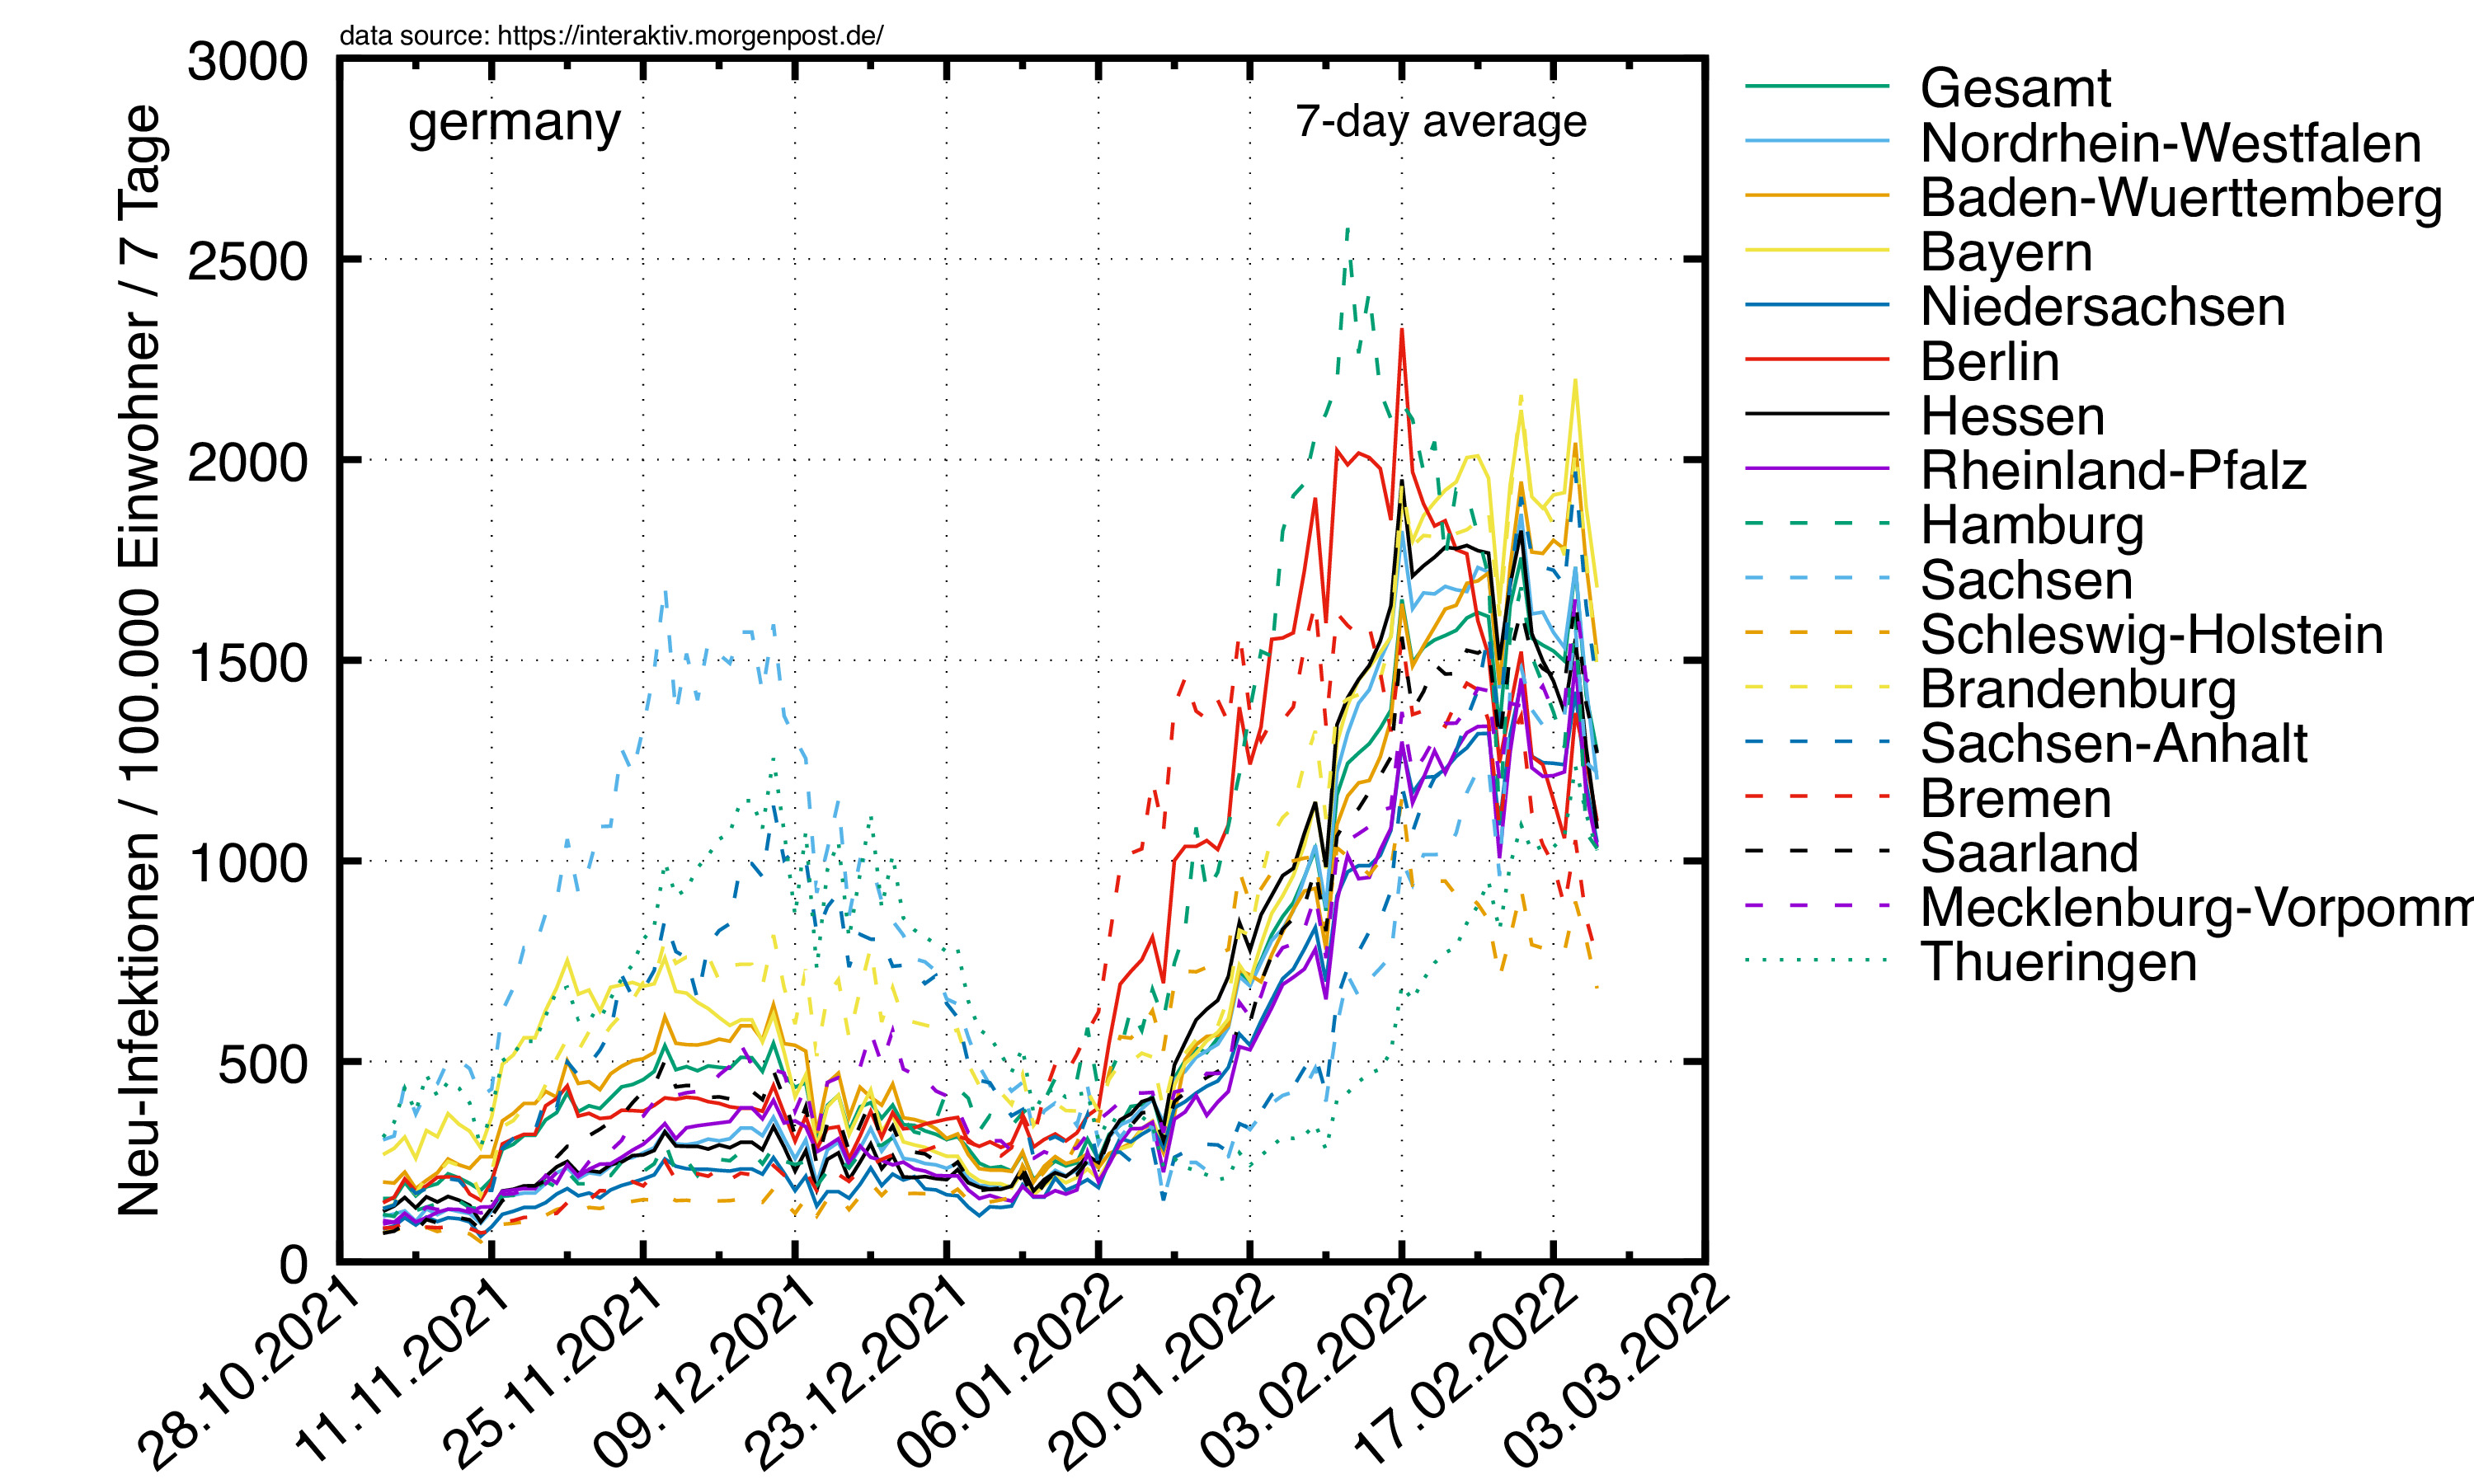 data source: https://interaktiv.morgenpost.de/
germany
7-day average
Neu-Infektionen / 100.000 Einwohner / 7 Tage
3000
2500
2000
1500
1000
500
0
28.10.2021
11.11.2021
25.11.2021
09.12.2021
23.12.2021
06.01.2022
20.01.2022
03.02.2022
17.02.2022
03.03.2022
Gesamt
Nordrhein-Westfalen
Baden-Wuerttemberg
Bayern
Niedersachsen
Berlin
Hessen
Rheinland-Pfalz
Hamburg
Sachsen
Schleswig-Holstein
Brandenburg
Sachsen-Anhalt
Bremen
Saarland
Mecklenburg-Vorpomm
Thueringen